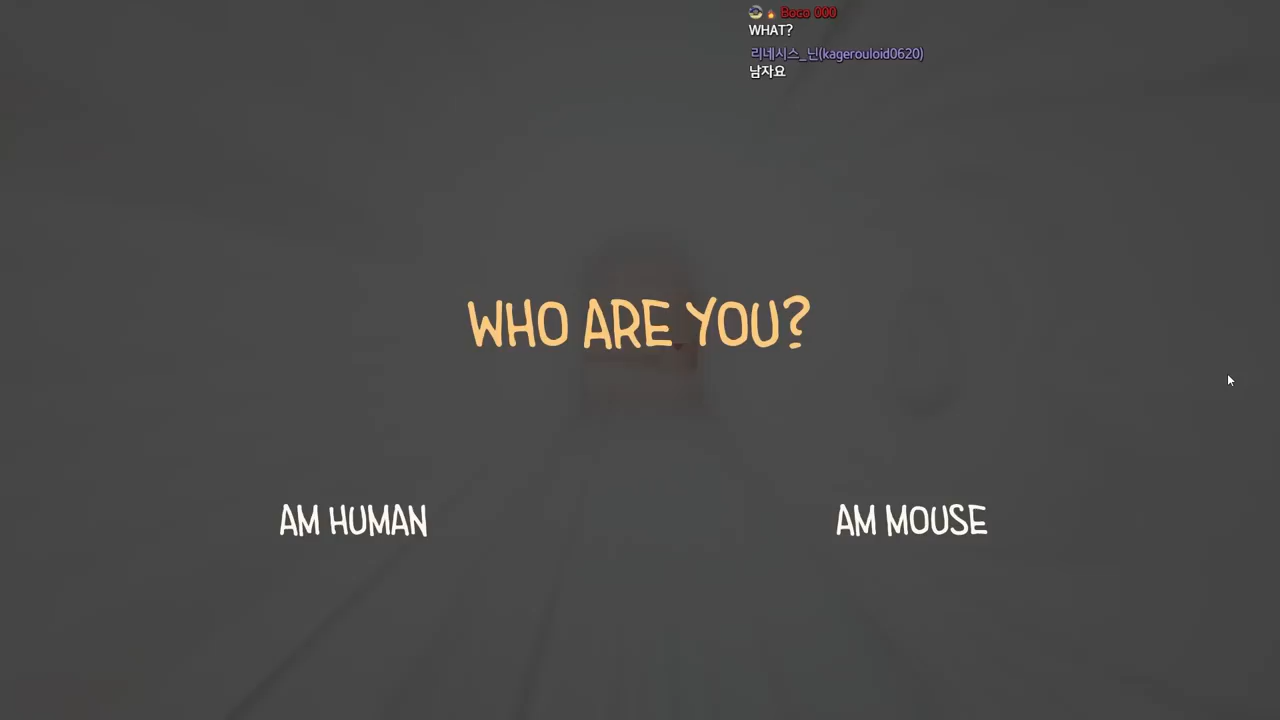 Boco 000
WHAT?
리네시스_닌(kagerouloid0620)
남자요
WHO ARE YOU?
AM HUMAN
AM MOUSE